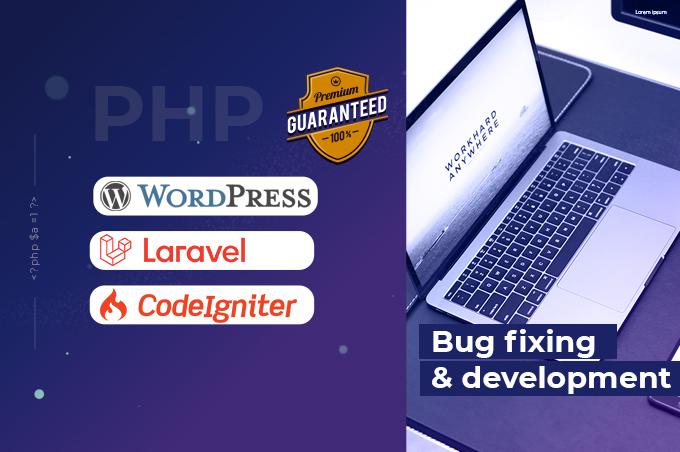 Lorem ipsum
PHP
Premium
GUARANTEED
100%
WORKHARD
ANYWHERE
WORDPRESS
<?php $a =1 ?>
Laravel
CodeIgniter
Bug fixing
& development